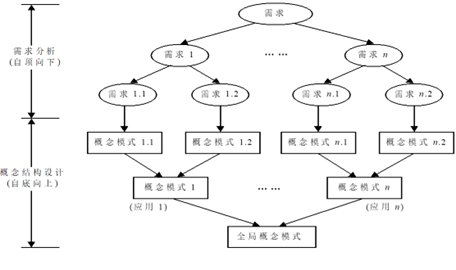 需求
需求分析
(自顶向下)
需求 1
... ...
需求 n
需求 1.1
需求 1.2
需求 n.1
需求 n.2
概念模式 1.1
概念模式 1.2
概念模式 n.1
概念模式 n.2
概念结构设计
(自底向上)
概念模式 1
... ...
概念模式 n
(应用 1)
(应用 n)
全局概念模式